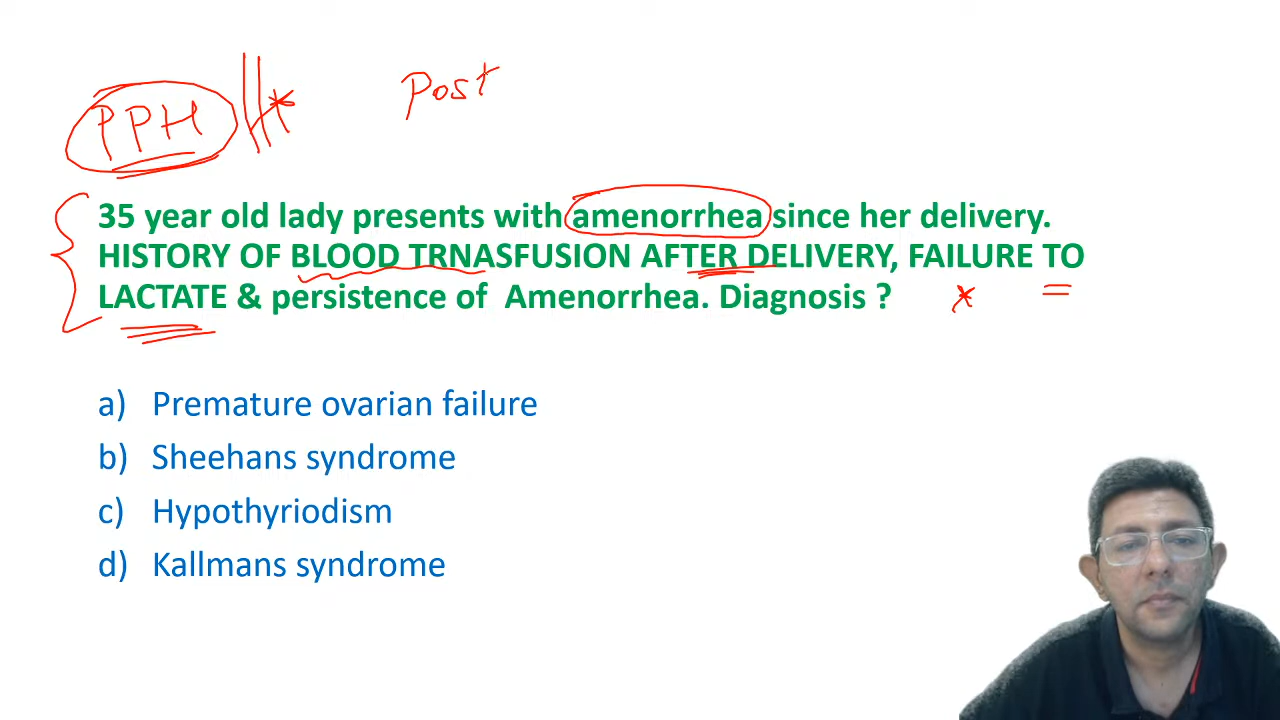 PPH
Post
35 year old lady presents with amenorrhea since her delivery.
HISTORY OF BLOOD TRNASFUSION AFTER DELIVERY, FAILURE TO
LACTATE & persistence of Amenorrhea. Diagnosis ?
a) Premature ovarian failure
b) Sheehans syndrome
c) Hypothyriodism
d) Kallmans syndrome